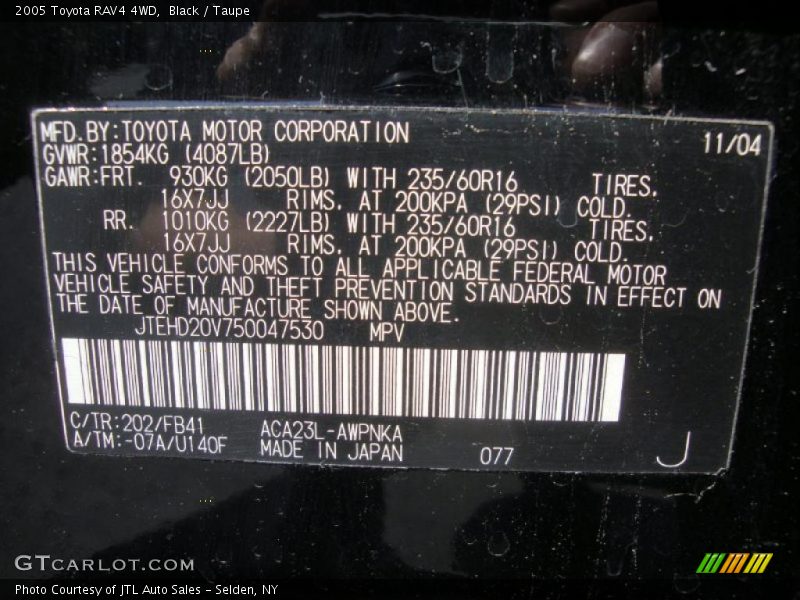 2005 Toyota RAV4 4WD, Black / Taupe
MFD.BY:TOYOTA MOTOR CORPORATION 11/04
GVWR:1854KG (4087LB)
GAWR:FRT. 930KG (2050LB) WITH 235/60R16 TIRES.
16X7JJ RIMS. AT 200KPA (29PSI) COLD.
RR. 1010KG (2227LB) WITH 235/60R16 TIRES.
16X7JJ RIMS. AT 200KPA (29PSI) COLD.
THIS VEHICLE CONFORMS TO ALL APPLICABLE FEDERAL MOTOR
VEHICLE SAFETY AND THEFT PREVENTION STANDARDS IN EFFECT ON
THE DATE OF MANUFACTURE SHOWN ABOVE.
JTEHD20V750047530 MPV
C/TR:202/FB41 ACA23L-AWPNKA
A/TM:-07A/U140F MADE IN JAPAN 077 J
GTCARLOT.COM
Photo Courtesy of JTL Auto Sales - Selden, NY